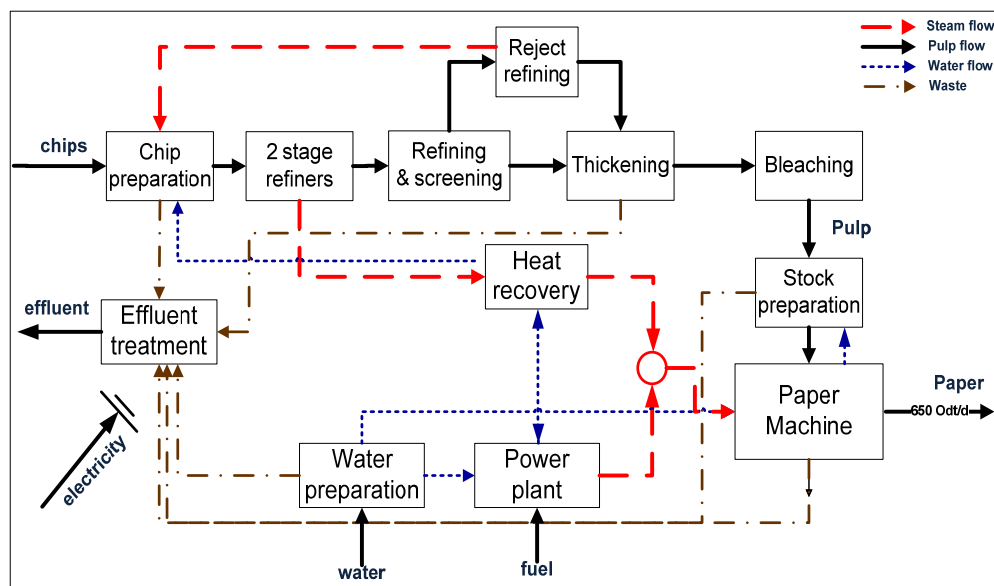 Steam flow
Pulp flow
Water flow
Waste
Reject
refining
chips
Chip
preparation
2 stage
refiners
Refining
& screening
Thickening
Bleaching
Pulp
Heat
recovery
Stock
preparation
effluent
Effluent
treatment
Paper
Machine
Paper
650 Odt/d
electricity
Water
preparation
Power
plant
water
fuel